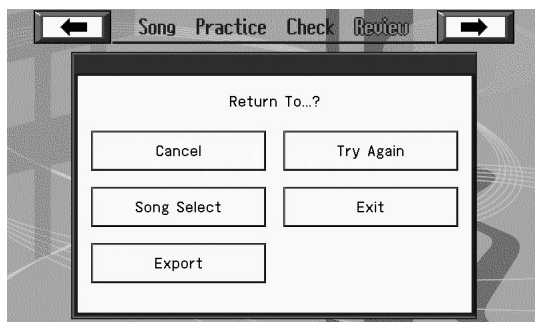 Song Practice Check Review
Return To...?
Cancel Try Again
Song Select Exit
Export